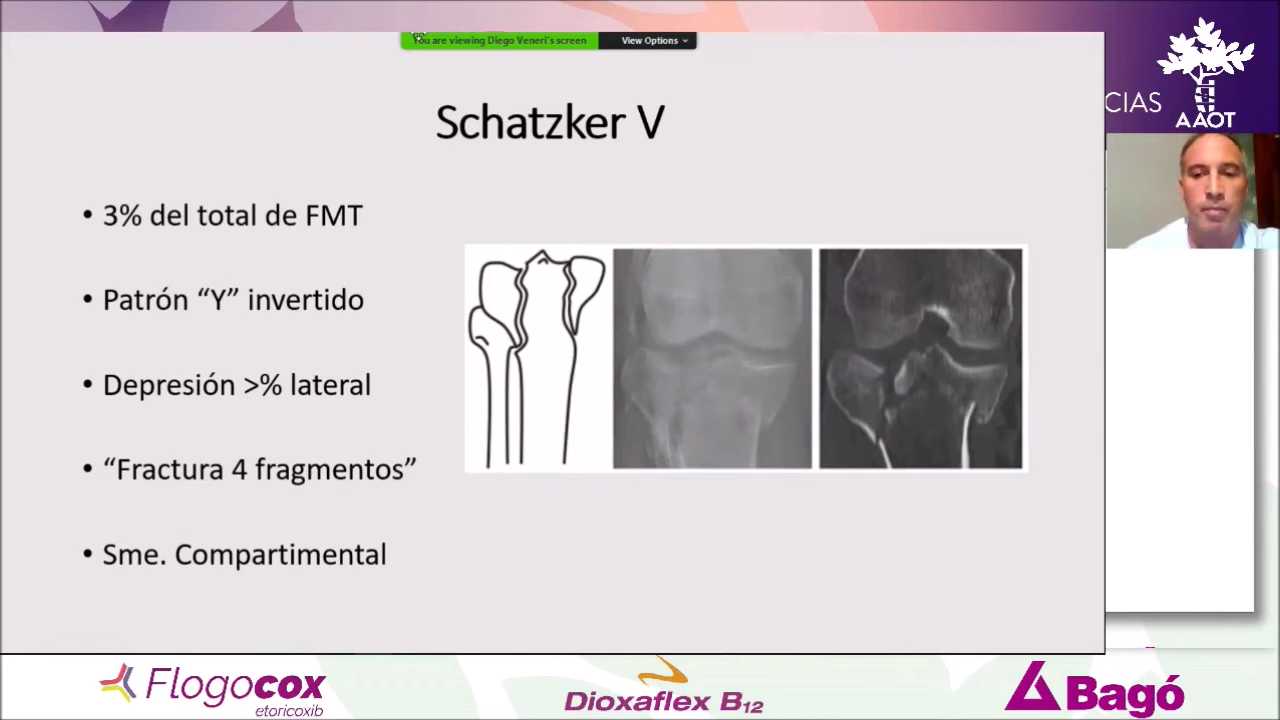 You are viewing Diego Veneri's screen View Options
CIAS
AAOT
Schatzker V
• 3% del total de FMT
• Patrón “Y” invertido
• Depresión >% lateral
• “Fractura 4 fragmentos”
• Sme. Compartimental
Flogocox
etoricoxib
Dioxaflex B12
Bagó